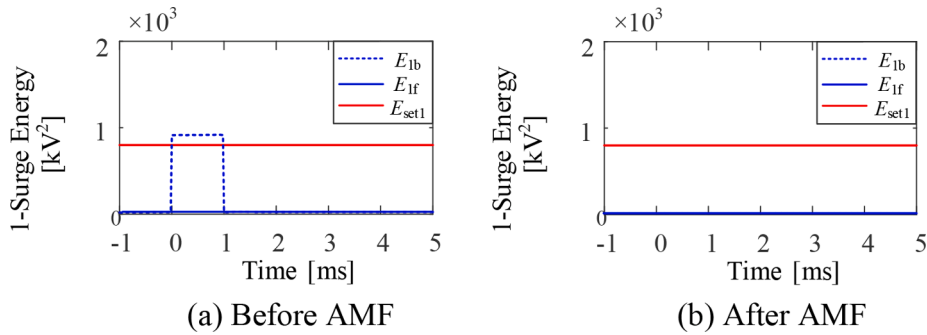 ×10³
2
1
0
1-Surge Energy
[kV²]
E1b
E1f
Eset1
-1 0 1 2 3 4 5
Time [ms]
(a) Before AMF
×10³
2
1
0
1-Surge Energy
[kV²]
E1b
E1f
Eset1
-1 0 1 2 3 4 5
Time [ms]
(b) After AMF